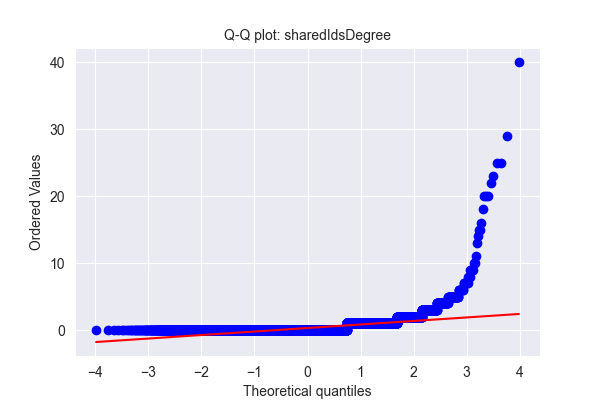 Q-Q plot: sharedIdsDegree
40
30
20
10
0
Ordered Values
−4 −3 −2 −1 0 1 2 3 4
Theoretical quantiles